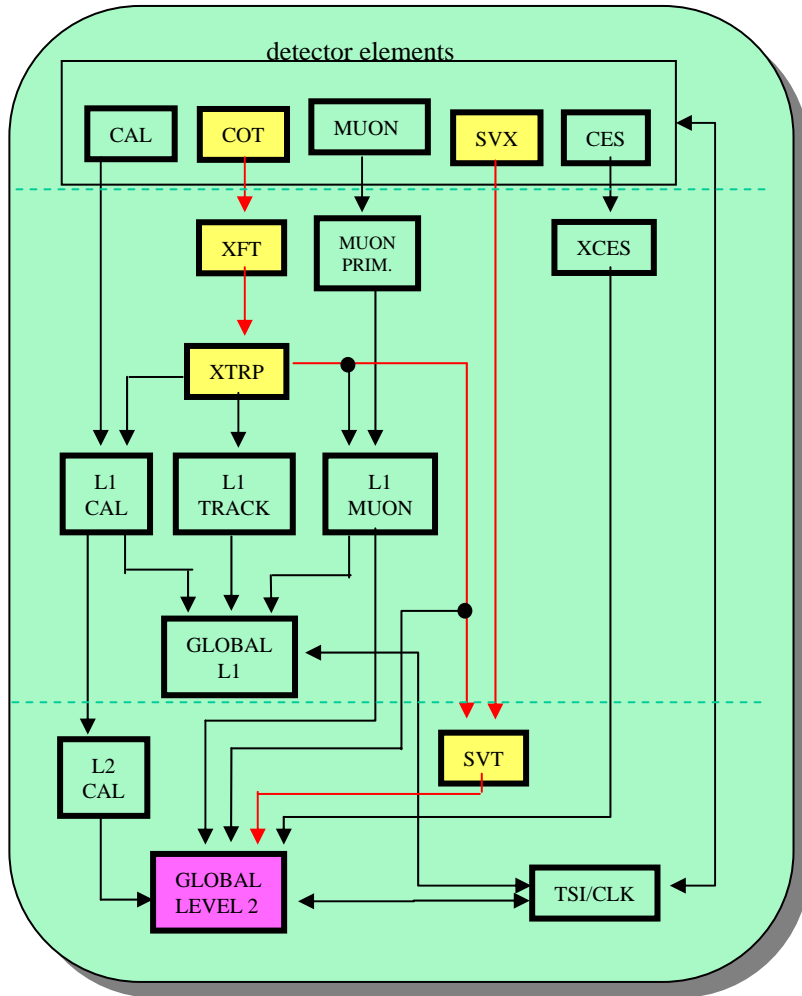 detector elements
CAL
COT
MUON
SVX
CES
XFT
MUON
PRIM.
XCES
XTRP
L1
CAL
L1
TRACK
L1
MUON
GLOBAL
L1
L2
CAL
SVT
GLOBAL
LEVEL 2
TSI/CLK